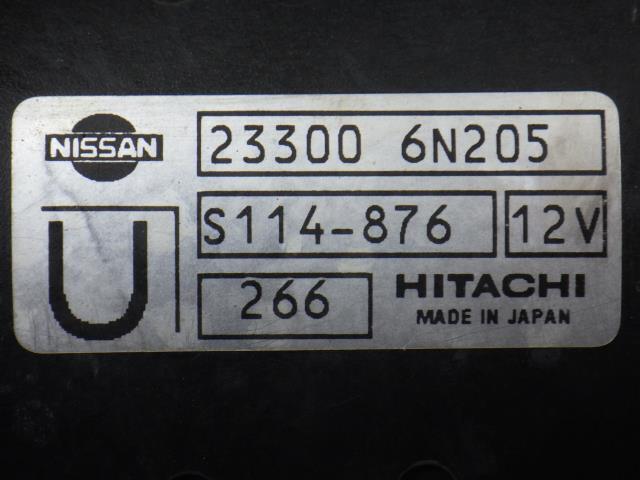 NISSAN
23300 6N205
S114-876 12V
U
266
HITACHI
MADE IN JAPAN